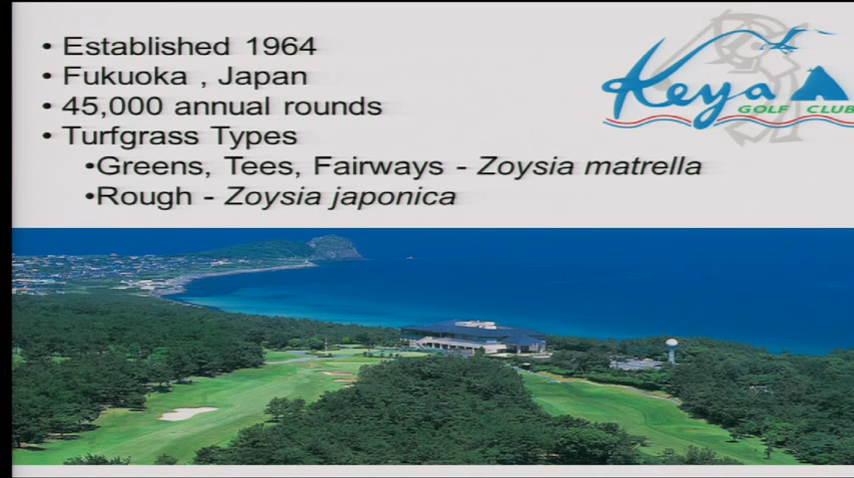 • Established 1964
• Fukuoka , Japan
• 45,000 annual rounds
• Turfgrass Types
•Greens, Tees, Fairways - Zoysia matrella
•Rough - Zoysia japonica
Keya
GOLF CLUB